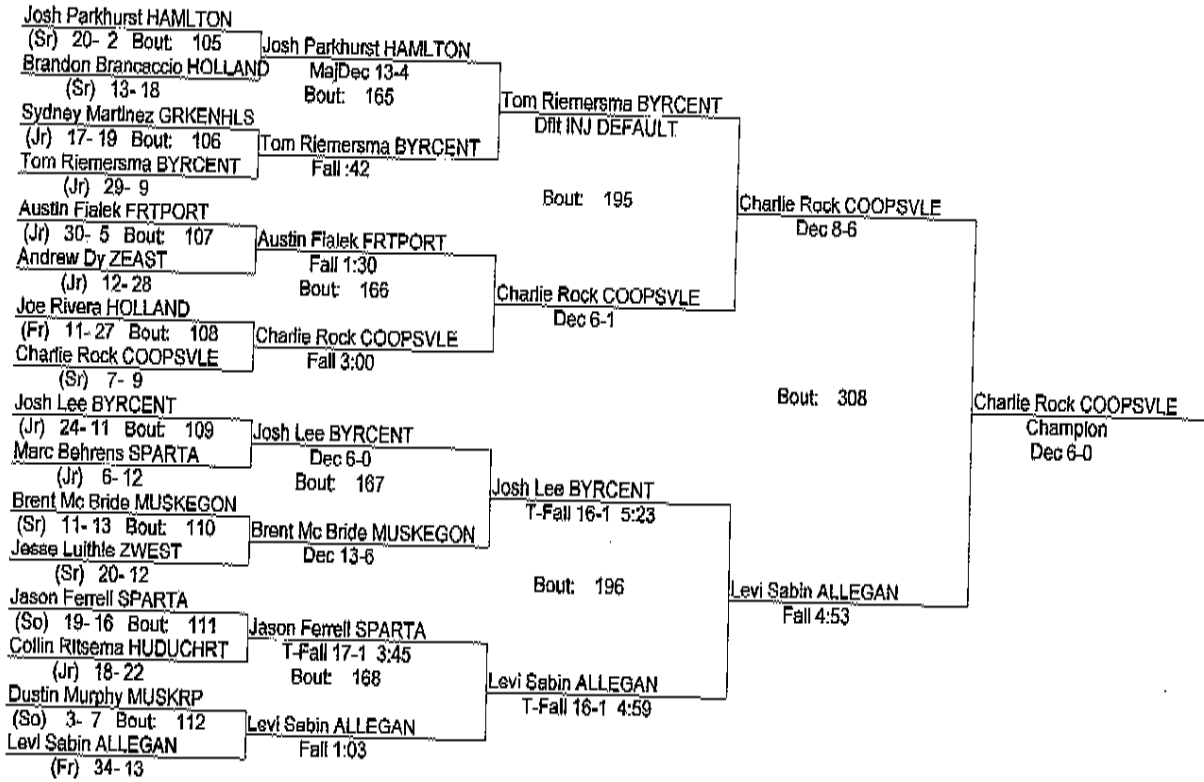 Josh Parkhurst HAMLTON
(Sr) 20- 2 Bout: 105
Brandon Brancaccio HOLLAND
(Sr) 13- 18
Sydney Martinez GRKENHLS
(Jr) 17- 19 Bout: 106
Tom Riemersma BYRCENT
(Jr) 29- 9
Austin Fialek FRTPORT
(Jr) 30- 5 Bout: 107
Andrew Dy ZEAST
(Jr) 12- 28
Joe Rivera HOLLAND
(Fr) 11- 27 Bout: 108
Charlie Rock COOPSVLE
(Sr) 7- 9
Josh Lee BYRCENT
(Jr) 24- 11 Bout: 109
Marc Behrens SPARTA
(Jr) 6- 12
Brent Mc Bride MUSKEGON
(Sr) 11- 13 Bout: 110
Jesse Luithle ZWEST
(Sr) 20- 12
Jason Ferrell SPARTA
(So) 19- 16 Bout: 111
Collin Ritsema HUDUCHRT
(Jr) 18- 22
Dustin Murphy MUSKRP
(So) 3- 7 Bout: 112
Levi Sabin ALLEGAN
(Fr) 34- 13
Josh Parkhurst HAMLTON
MajDec 13-4
Bout: 165
Tom Riemersma BYRCENT
Fall :42
Austin Fialek FRTPORT
Fall 1:30
Bout: 166
Charlie Rock COOPSVLE
Fall 3:00
Josh Lee BYRCENT
Dec 6-0
Bout: 167
Brent Mc Bride MUSKEGON
Dec 13-6
Jason Ferrell SPARTA
T-Fall 17-1 3:45
Bout: 168
Levi Sabin ALLEGAN
Fall 1:03
Tom Riemersma BYRCENT
Dflt INJ DEFAULT
Bout: 195
Charlie Rock COOPSVLE
Dec 6-1
Josh Lee BYRCENT
T-Fall 16-1 5:23
Bout: 196
Levi Sabin ALLEGAN
T-Fall 16-1 4:59
Charlie Rock COOPSVLE
Dec 8-6
Bout: 308
Levi Sabin ALLEGAN
Fall 4:53
Charlie Rock COOPSVLE
Champion
Dec 6-0